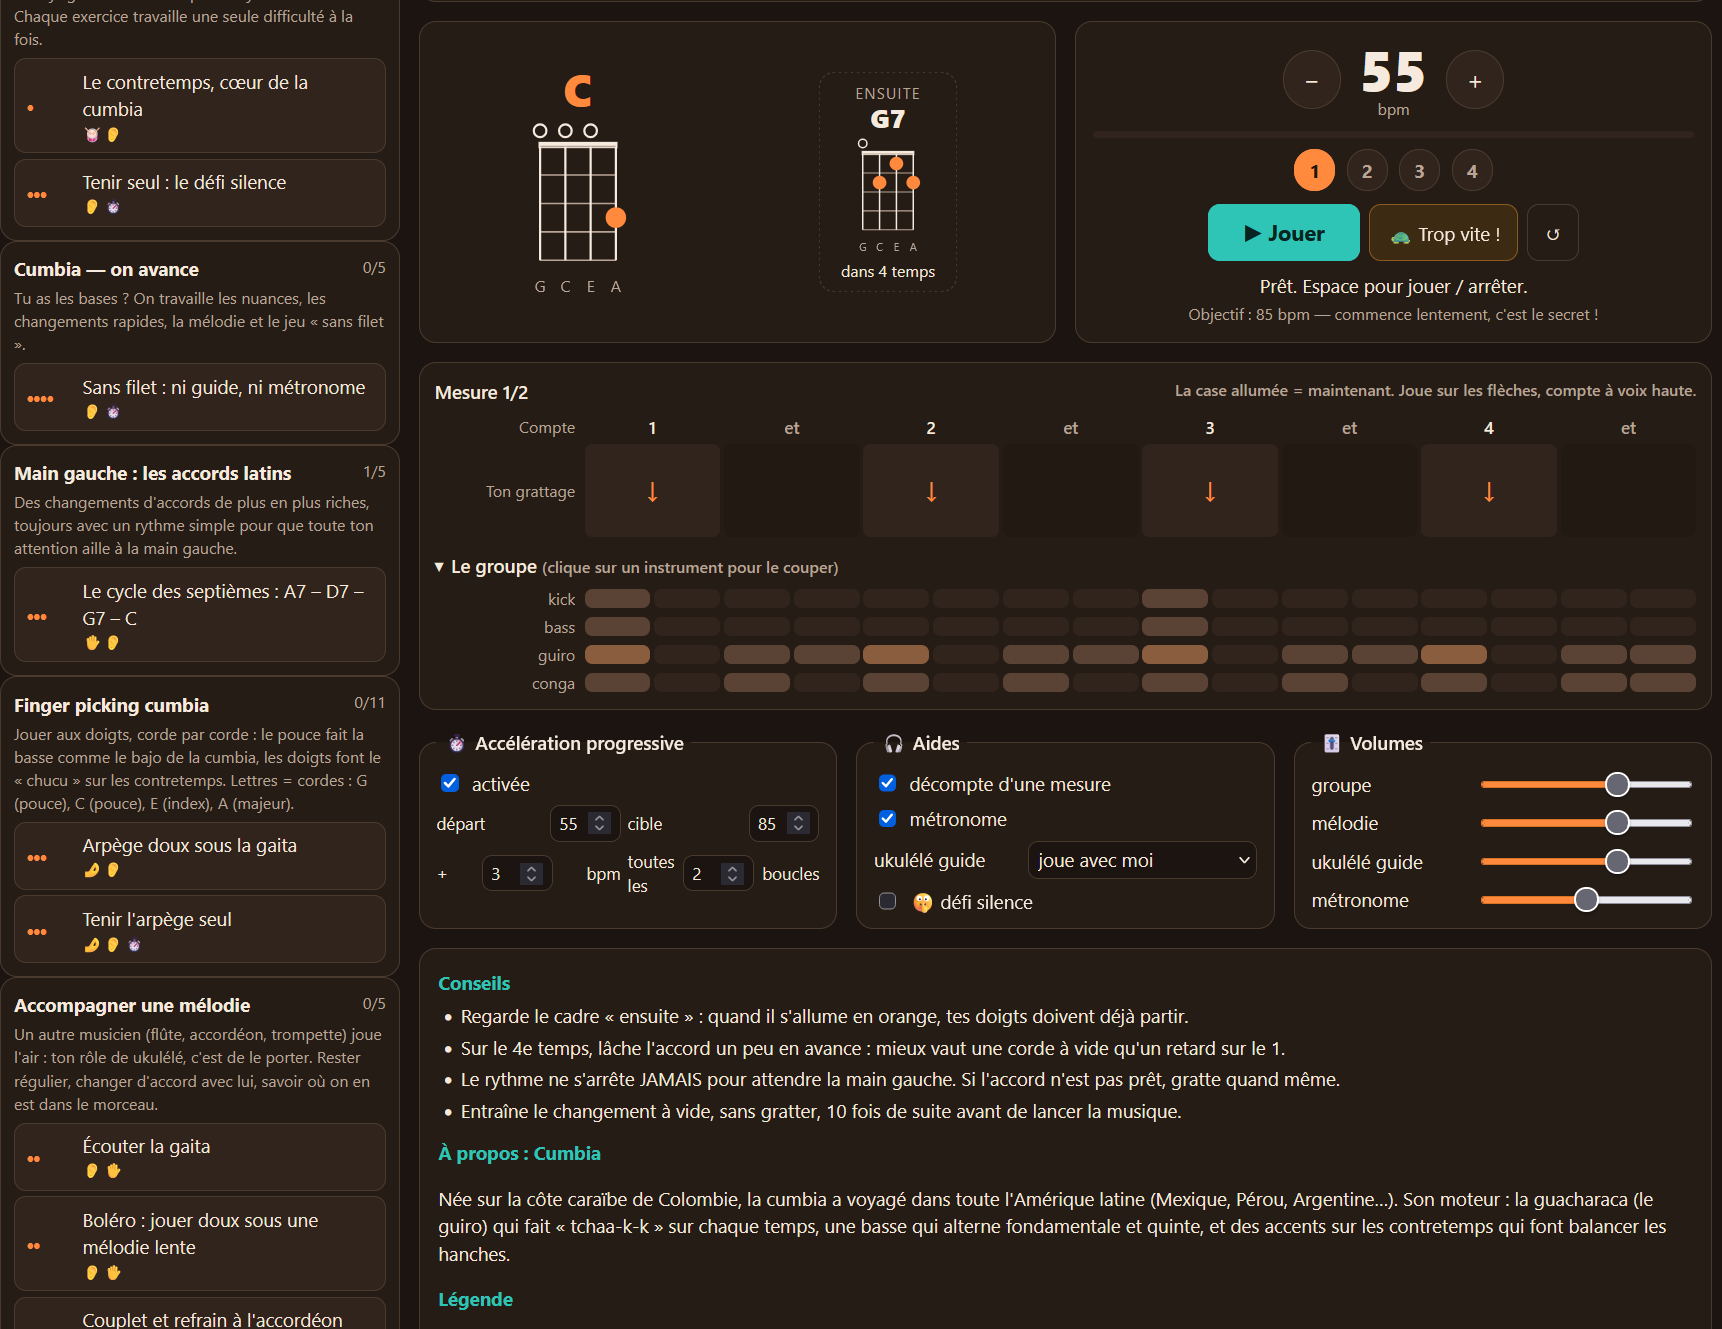 Chaque exercice travaille une seule difficulté à la
fois.
Le contretemps, cœur de la
cumbia
Tenir seul : le défi silence
Cumbia — on avance 0/5
Tu as les bases ? On travaille les nuances, les
changements rapides, la mélodie et le jeu « sans filet
».
Sans filet : ni guide, ni métronome
Main gauche : les accords latins 1/5
Des changements d'accords de plus en plus riches,
toujours avec un rythme simple pour que toute ton
attention aille à la main gauche.
Le cycle des septièmes : A7 – D7 –
G7 – C
Finger picking cumbia 0/11
Jouer aux doigts, corde par corde : le pouce fait la
basse comme le bajo de la cumbia, les doigts font le
« chucu » sur les contretemps. Lettres = cordes : G
(pouce), C (pouce), E (index), A (majeur).
Arpège doux sous la gaita
Tenir l'arpège seul
Accompagner une mélodie 0/5
Un autre musicien (flûte, accordéon, trompette) joue
l'air : ton rôle de ukulélé, c'est de le porter. Rester
régulier, changer d'accord avec lui, savoir où on en
est dans le morceau.
Écouter la gaita
Boléro : jouer doux sous une
mélodie lente
Couplet et refrain à l'accordéon
C
G C E A
ENSUITE
G7
G C E A
dans 4 temps
− 55 +
bpm
1 2 3 4
▶ Jouer 🐢 Trop vite ! ↺
Prêt. Espace pour jouer / arrêter.
Objectif : 85 bpm — commence lentement, c'est le secret !
Mesure 1/2 La case allumée = maintenant. Joue sur les flèches, compte à voix haute.
Compte 1 et 2 et 3 et 4 et
Ton grattage ↓ ↓ ↓ ↓
▼ Le groupe (clique sur un instrument pour le couper)
kick
bass
guiro
conga
Accélération progressive
activée
départ 55 cible 85
+ 3 bpm toutes les 2 boucles
Aides
décompte d'une mesure
métronome
ukulélé guide joue avec moi
défi silence
Volumes
groupe
mélodie
ukulélé guide
métronome
Conseils
• Regarde le cadre « ensuite » : quand il s'allume en orange, tes doigts doivent déjà partir.
• Sur le 4e temps, lâche l'accord un peu en avance : mieux vaut une corde à vide qu'un retard sur le 1.
• Le rythme ne s'arrête JAMAIS pour attendre la main gauche. Si l'accord n'est pas prêt, gratte quand même.
• Entraîne le changement à vide, sans gratter, 10 fois de suite avant de lancer la musique.
À propos : Cumbia
Née sur la côte caraïbe de Colombie, la cumbia a voyagé dans toute l'Amérique latine (Mexique, Pérou, Argentine…). Son moteur : la guacharaca (le
guiro) qui fait « tchaa-k-k » sur chaque temps, une basse qui alterne fondamentale et quinte, et des accents sur les contretemps qui font balancer les
hanches.
Légende